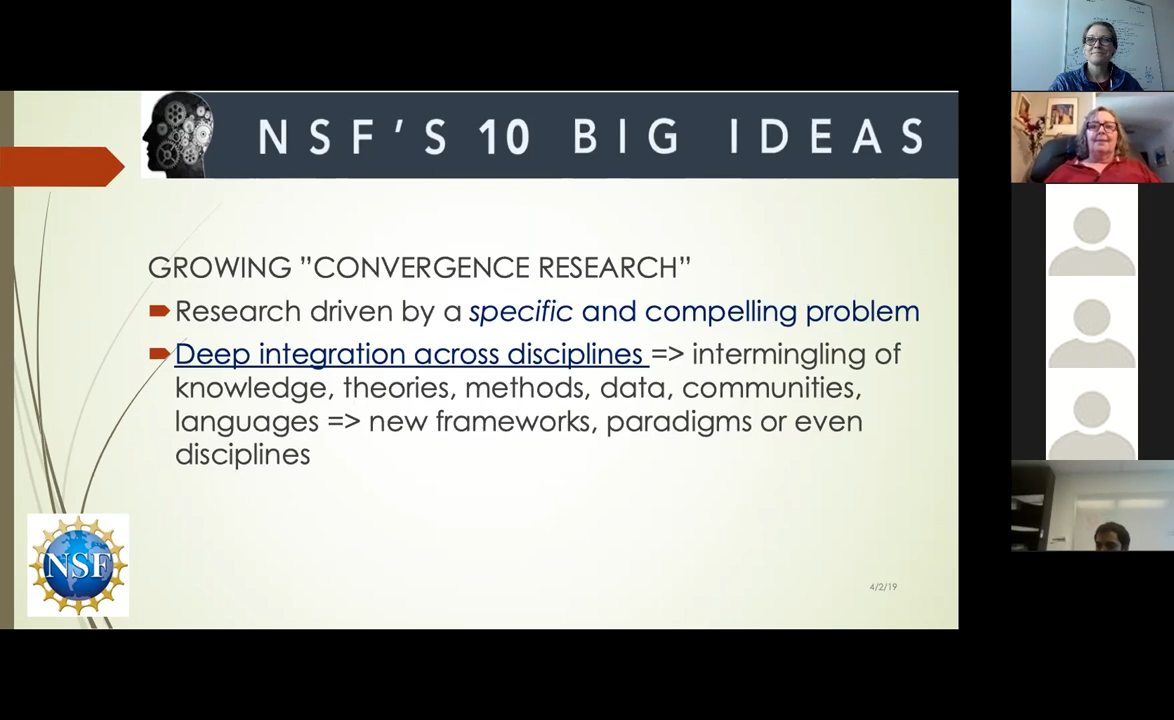 NSF'S 10 BIG IDEAS
GROWING ”CONVERGENCE RESEARCH”
Research driven by a specific and compelling problem
Deep integration across disciplines => intermingling of
knowledge, theories, methods, data, communities,
languages => new frameworks, paradigms or even
disciplines
NSF
4/2/19